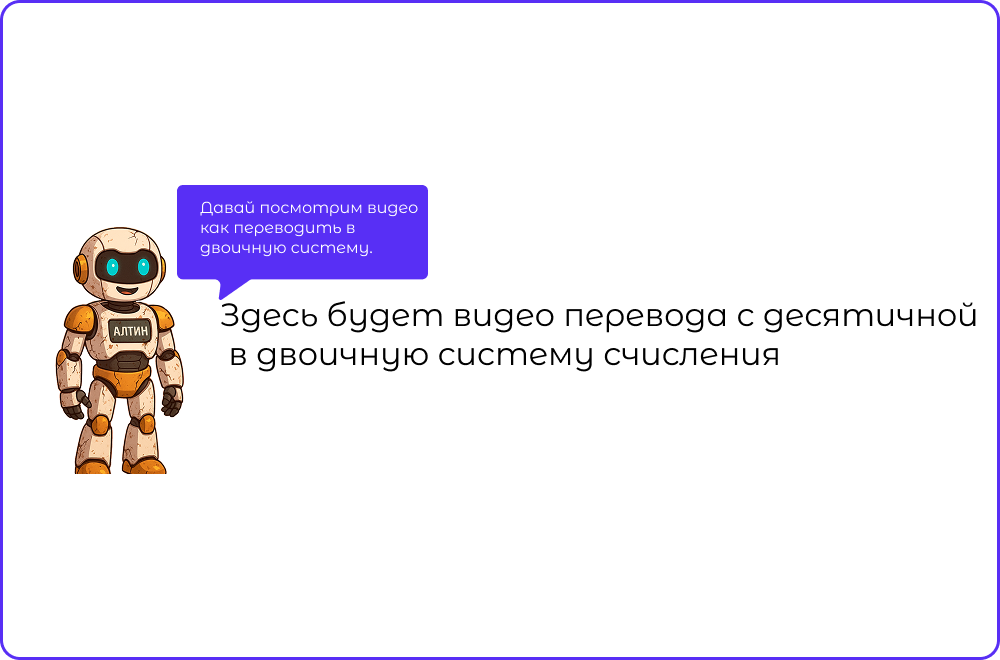 Давай посмотрим видео
как переводить в
двоичную систему.
АЛТИН
Здесь будет видео перевода с десятичной
в двоичную систему счисления